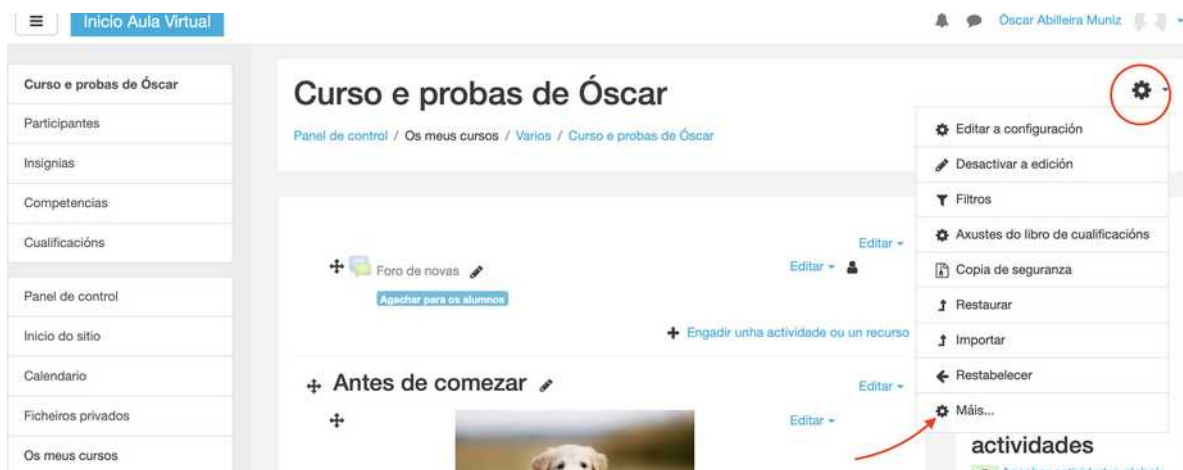 Inicio Aula Virtual
Óscar Abilleira Muniz
Curso e probas de Óscar
Participantes
Insignias
Competencias
Cualificacións
Panel de control
Inicio do sitio
Calendario
Ficheiros privados
Os meus cursos
Curso e probas de Óscar
Panel de control / Os meus cursos / Varios / Curso e probas de Óscar
Editar
Foro de novas
Editar
Agachar para os alumnos
Engadir unha actividade ou un recurso
Antes de comezar
Editar
Editar
Editar a configuración
Desactivar a edición
Filtros
Axustes do libro de cualificacións
Copia de seguranza
Restaurar
Importar
Restabelecer
Máis...
actividades